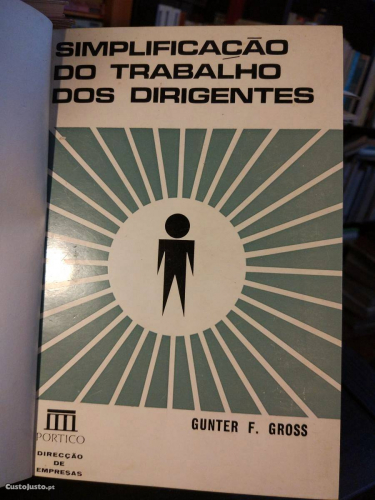 SIMPLIFICAÇÃO
DO TRABALHO
DOS DIRIGENTES
GUNTER F. GROSS
PORTICO
DIRECÇÃO
DE
EMPRESAS
CustoJusto.pt